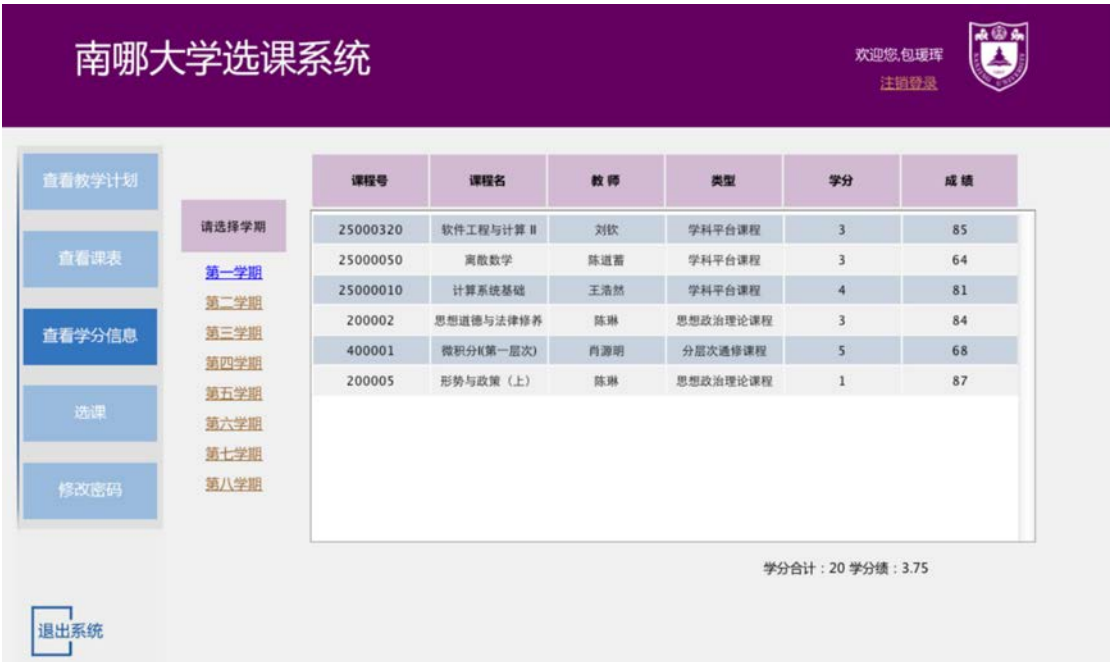 南哪大学选课系统
欢迎您,包瑗珲
注销登录
查看教学计划
查看课表
查看学分信息
选课
修改密码
退出系统
请选择学期
第一学期
第二学期
第三学期
第四学期
第五学期
第六学期
第七学期
第八学期
课程号 课程名 教 师 类型 学分 成 绩
25000320 软件工程与计算 II 刘钦 学科平台课程 3 85
25000050 离散数学 陈道蓄 学科平台课程 3 64
25000010 计算系统基础 王浩然 学科平台课程 4 81
200002 思想道德与法律修养 陈琳 思想政治理论课程 3 84
400001 微积分I(第一层次) 肖源明 分层次通修课程 5 68
200005 形势与政策（上） 陈琳 思想政治理论课程 1 87
学分合计：20 学分绩：3.75